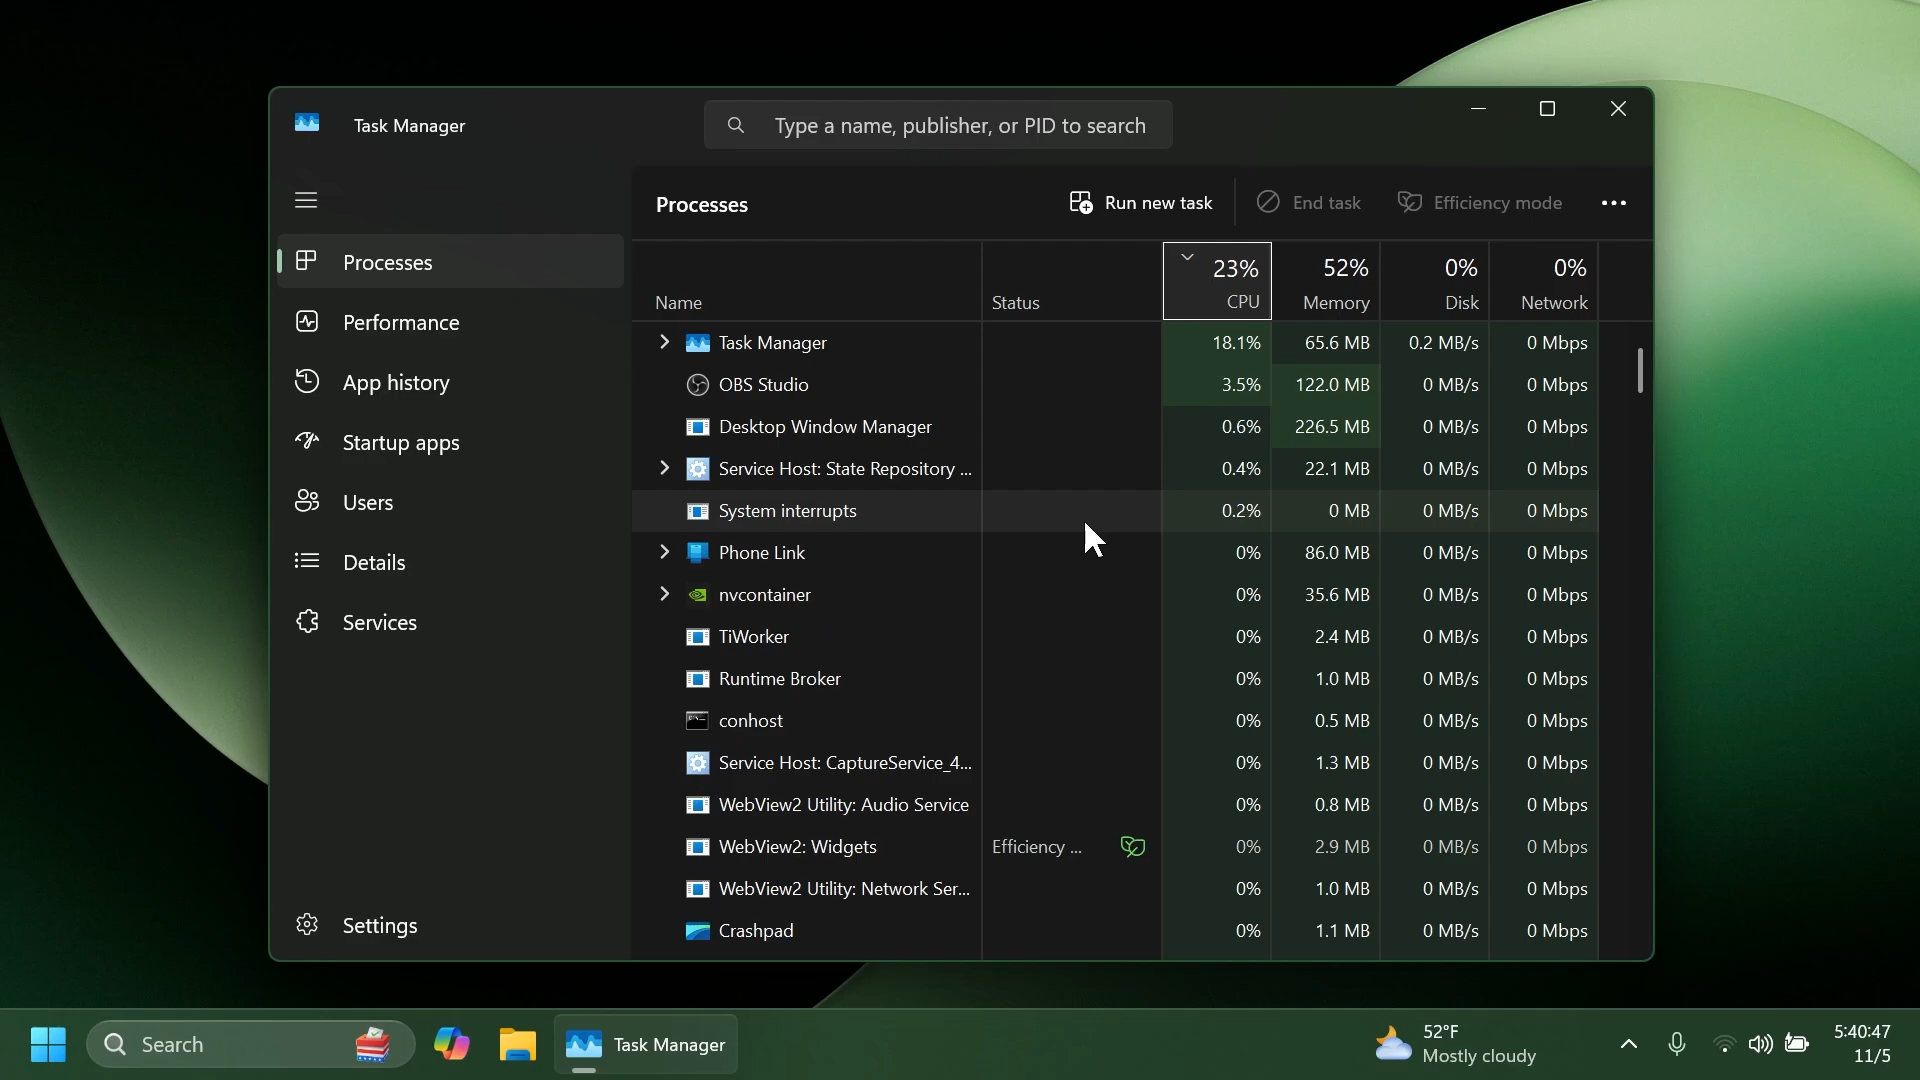 Task Manager
Type a name, publisher, or PID to search
Processes
Run new task
End task
Efficiency mode
Processes
Performance
App history
Startup apps
Users
Details
Services
Settings
Name Status 23% CPU 52% Memory 0% Disk 0% Network
Task Manager 18.1% 65.6 MB 0.2 MB/s 0 Mbps
OBS Studio 3.5% 122.0 MB 0 MB/s 0 Mbps
Desktop Window Manager 0.6% 226.5 MB 0 MB/s 0 Mbps
Service Host: State Repository ... 0.4% 22.1 MB 0 MB/s 0 Mbps
System interrupts 0.2% 0 MB 0 MB/s 0 Mbps
Phone Link 0% 86.0 MB 0 MB/s 0 Mbps
nvcontainer 0% 35.6 MB 0 MB/s 0 Mbps
TiWorker 0% 2.4 MB 0 MB/s 0 Mbps
Runtime Broker 0% 1.0 MB 0 MB/s 0 Mbps
conhost 0% 0.5 MB 0 MB/s 0 Mbps
Service Host: CaptureService_4... 0% 1.3 MB 0 MB/s 0 Mbps
WebView2 Utility: Audio Service 0% 0.8 MB 0 MB/s 0 Mbps
WebView2: Widgets Efficiency ... 0% 2.9 MB 0 MB/s 0 Mbps
WebView2 Utility: Network Ser... 0% 1.0 MB 0 MB/s 0 Mbps
Crashpad 0% 1.1 MB 0 MB/s 0 Mbps
Search
Task Manager
52°F
Mostly cloudy
5:40:47
11/5